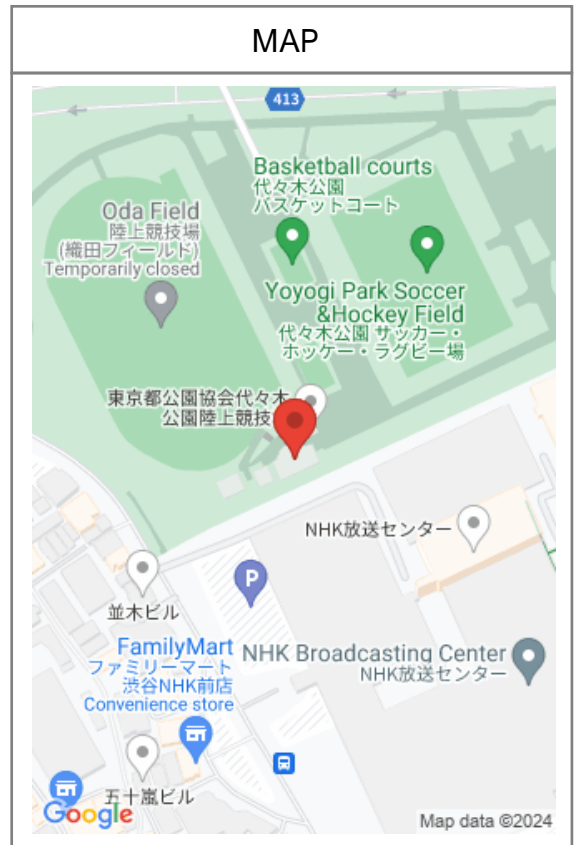 MAP
413
Basketball courts
代々木公園
バスケットコート
Oda Field
陸上競技場
(織田フィールド)
Temporarily closed
Yoyogi Park Soccer
&Hockey Field
代々木公園 サッカー・
ホッケー・ラグビー場
東京都公園協会代々木
公園陸上競技
NHK放送センター
P
並木ビル
FamilyMart
ファミリーマート
渋谷NHK前店
Convenience store
NHK Broadcasting Center
NHK放送センター
五十嵐ビル
Google
Map data ©2024